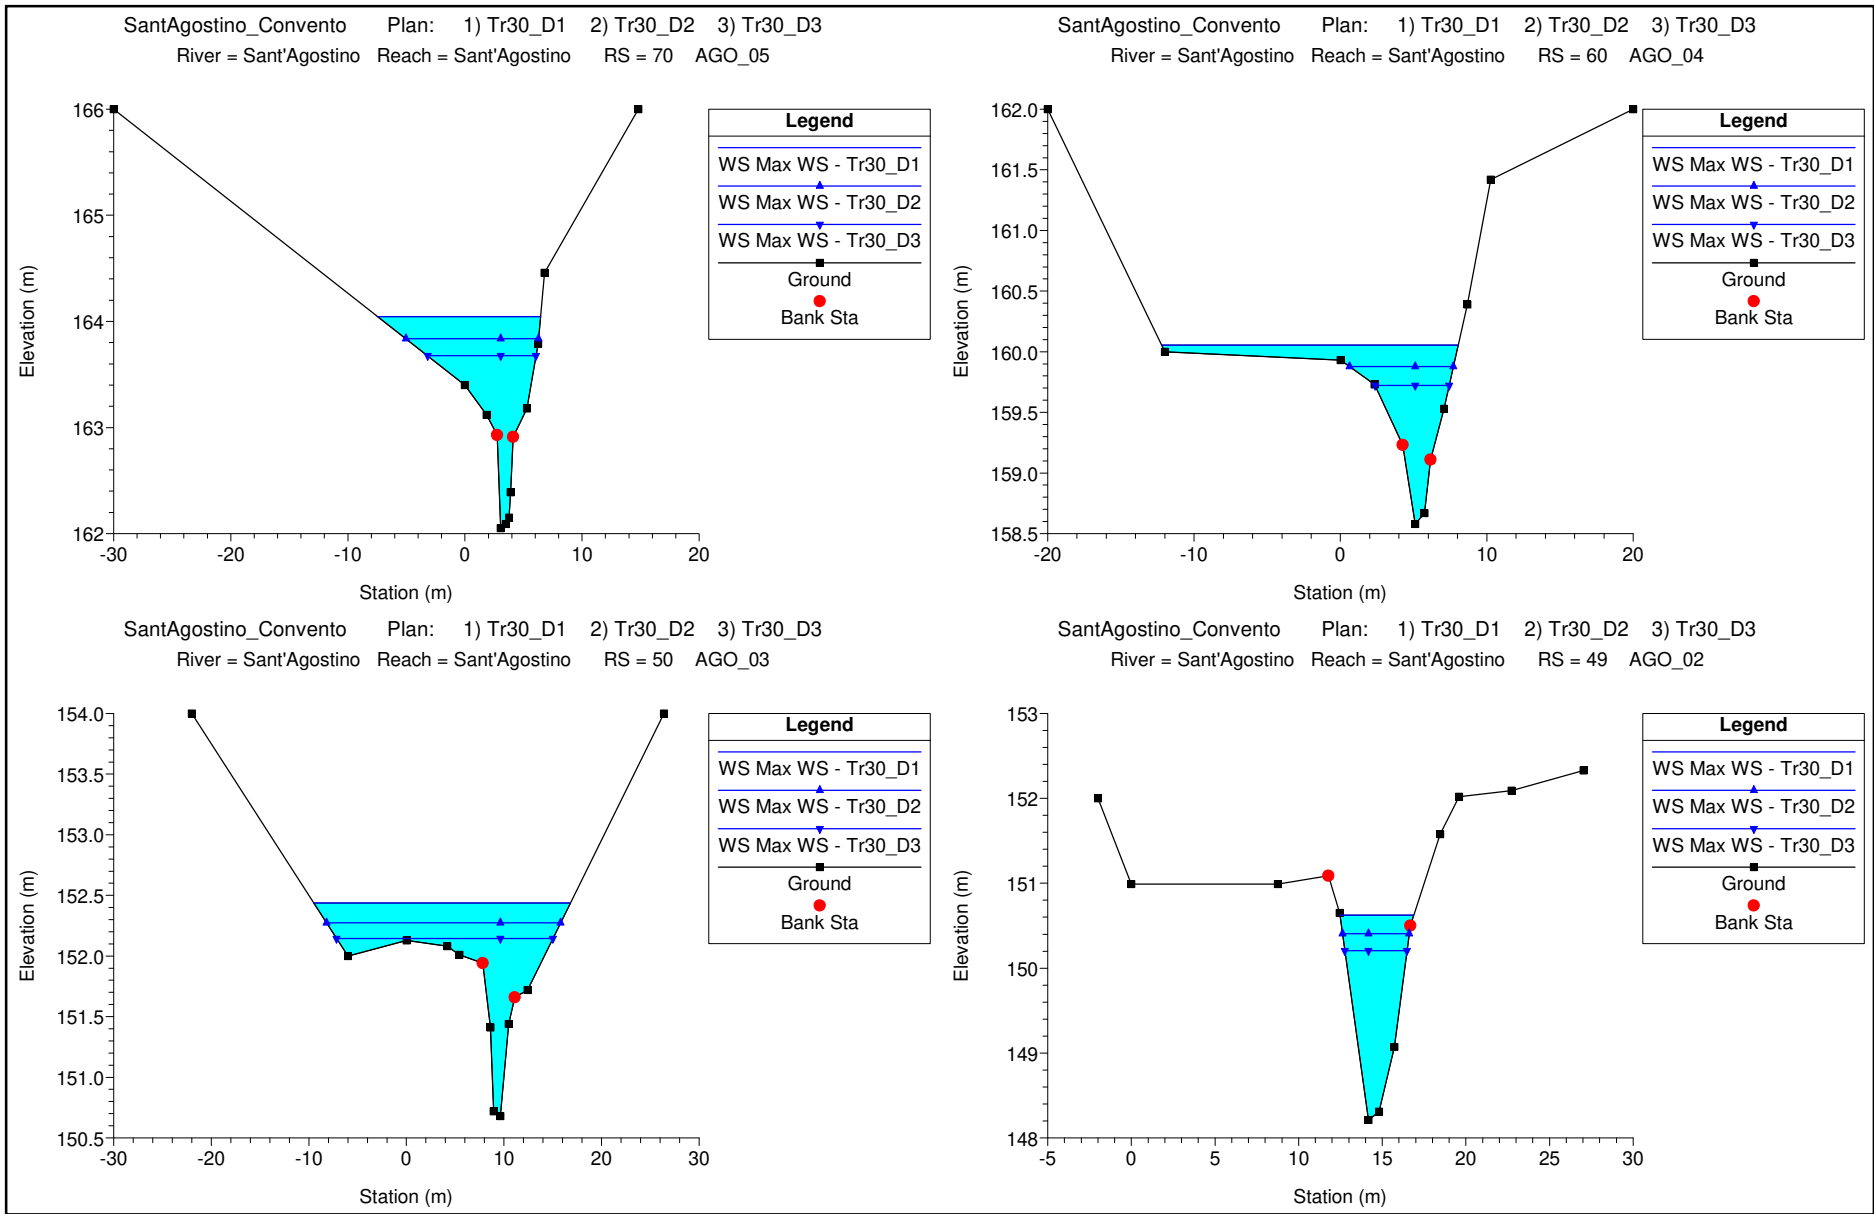 SantAgostino_Convento Plan: 1) Tr30_D1 2) Tr30_D2 3) Tr30_D3
River = Sant'Agostino Reach = Sant'Agostino RS = 70 AGO_05
166
165
164
163
162
-30 -20 -10 0 10 20
Station (m)
Elevation (m)
Legend
WS Max WS - Tr30_D1
WS Max WS - Tr30_D2
WS Max WS - Tr30_D3
Ground
Bank Sta
SantAgostino_Convento Plan: 1) Tr30_D1 2) Tr30_D2 3) Tr30_D3
River = Sant'Agostino Reach = Sant'Agostino RS = 60 AGO_04
162.0
161.5
161.0
160.5
160.0
159.5
159.0
158.5
-20 -10 0 10 20
Station (m)
Elevation (m)
Legend
WS Max WS - Tr30_D1
WS Max WS - Tr30_D2
WS Max WS - Tr30_D3
Ground
Bank Sta
SantAgostino_Convento Plan: 1) Tr30_D1 2) Tr30_D2 3) Tr30_D3
River = Sant'Agostino Reach = Sant'Agostino RS = 50 AGO_03
154.0
153.5
153.0
152.5
152.0
151.5
151.0
150.5
-30 -20 -10 0 10 20 30
Station (m)
Elevation (m)
Legend
WS Max WS - Tr30_D1
WS Max WS - Tr30_D2
WS Max WS - Tr30_D3
Ground
Bank Sta
SantAgostino_Convento Plan: 1) Tr30_D1 2) Tr30_D2 3) Tr30_D3
River = Sant'Agostino Reach = Sant'Agostino RS = 49 AGO_02
153
152
151
150
149
148
-5 0 5 10 15 20 25 30
Station (m)
Elevation (m)
Legend
WS Max WS - Tr30_D1
WS Max WS - Tr30_D2
WS Max WS - Tr30_D3
Ground
Bank Sta